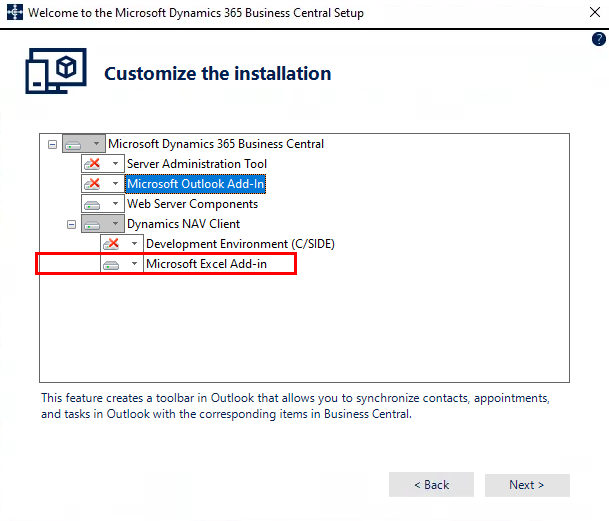 Welcome to the Microsoft Dynamics 365 Business Central Setup
?
Customize the installation
Microsoft Dynamics 365 Business Central
Server Administration Tool
Microsoft Outlook Add-In
Web Server Components
Dynamics NAV Client
Development Environment (C/SIDE)
Microsoft Excel Add-in
This feature creates a toolbar in Outlook that allows you to synchronize contacts, appointments,
and tasks in Outlook with the corresponding items in Business Central.
< Back
Next >